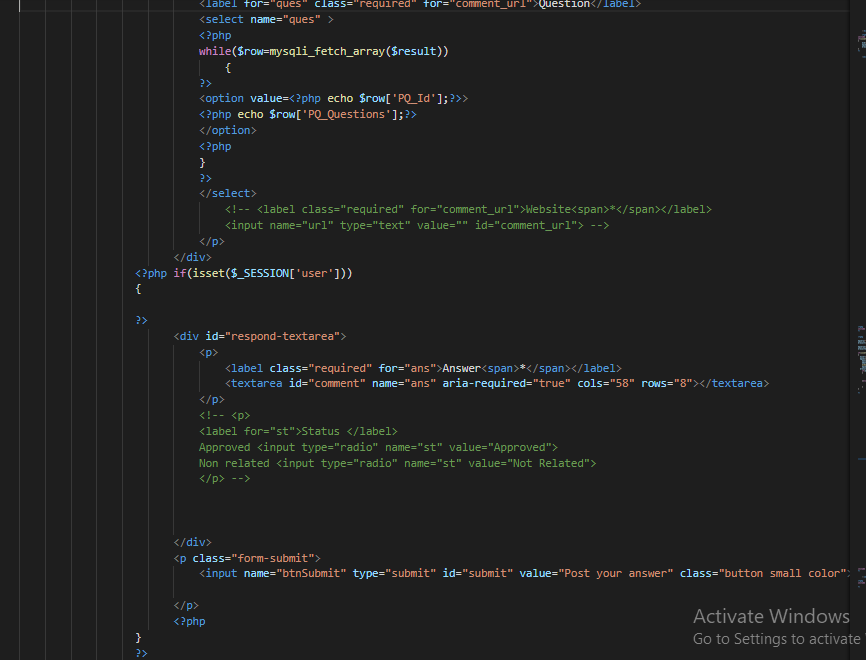 <label for="ques" class="required" for="comment_url">Question</label>
<select name="ques" >
<?php
while($row=mysqli_fetch_array($result))
{
?>
<option value=<?php echo $row['PQ_Id'];?>>
<?php echo $row['PQ_Questions'];?>
</option>
<?php
}
?>
</select>
<!-- <label class="required" for="comment_url">Website<span>*</span></label>
<input name="url" type="text" value="" id="comment_url"> -->
</p>
</div>
<?php if(isset($_SESSION['user']))
{
?>
<div id="respond-textarea">
<p>
<label class="required" for="ans">Answer<span>*</span></label>
<textarea id="comment" name="ans" aria-required="true" cols="58" rows="8"></textarea>
</p>
<!-- <p>
<label for="st">Status </label>
Approved <input type="radio" name="st" value="Approved">
Non related <input type="radio" name="st" value="Not Related">
</p> -->
</div>
<p class="form-submit">
<input name="btnSubmit" type="submit" id="submit" value="Post your answer" class="button small color">
</p>
<?php
}
?>
Activate Windows
Go to Settings to activate